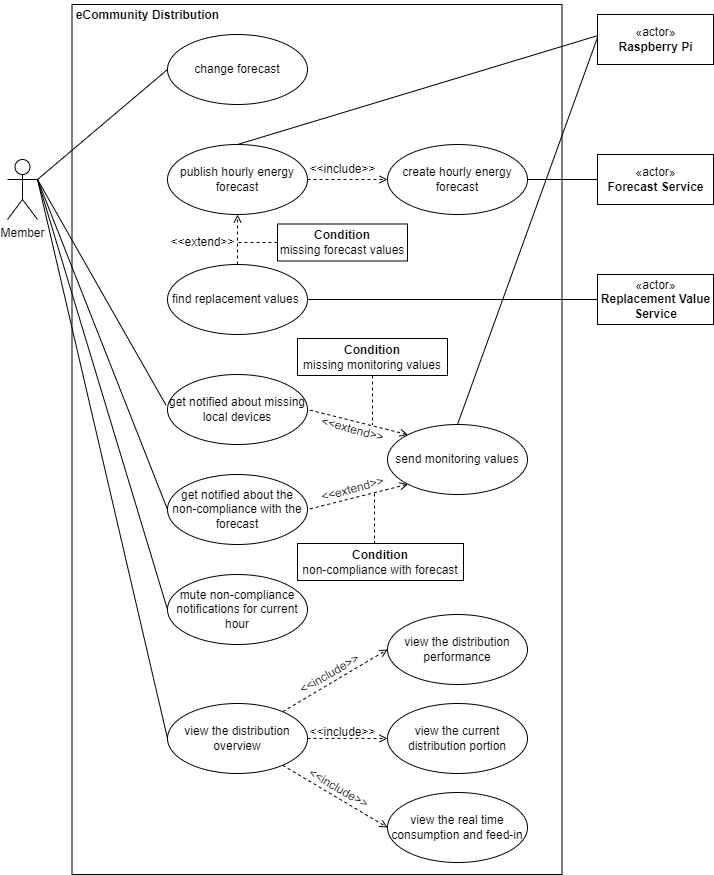 eCommunity Distribution
«actor»
Raspberry Pi
change forecast
Member
publish hourly energy
forecast
<<include>>
create hourly energy
forecast
«actor»
Forecast Service
<<extend>>
Condition
missing forecast values
find replacement values
«actor»
Replacement Value
Service
Condition
missing monitoring values
get notified about missing
local devices
<<extend>>
send monitoring values
get notified about the
non-compliance with the
forecast
<<extend>>
Condition
non-compliance with forecast
mute non-compliance
notifications for current
hour
view the distribution
performance
<<include>>
view the distribution
overview
<<include>>
view the current
distribution portion
<<include>>
view the real time
consumption and feed-in